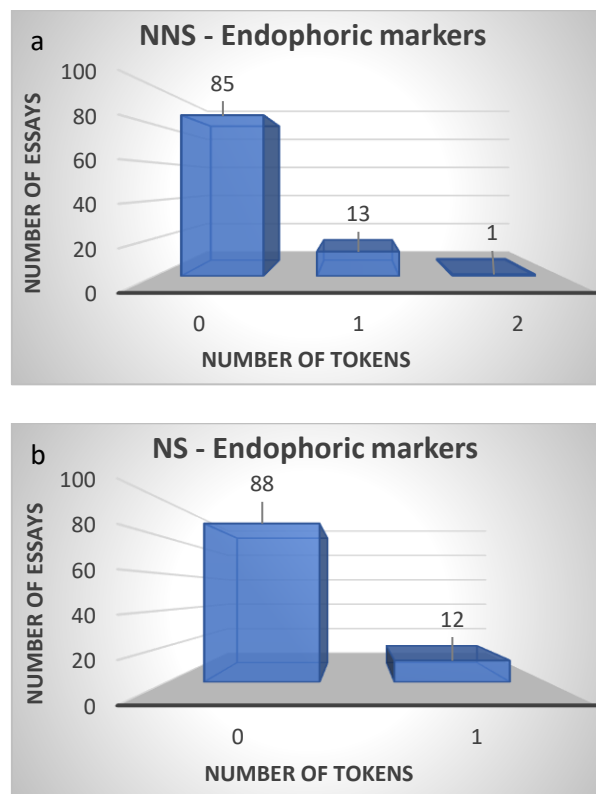 a
NNS - Endophoric markers
NUMBER OF ESSAYS
100
80
60
40
20
0
85
13
1
0 1 2
NUMBER OF TOKENS
b
NS - Endophoric markers
NUMBER OF ESSAYS
100
80
60
40
20
0
88
12
0 1
NUMBER OF TOKENS